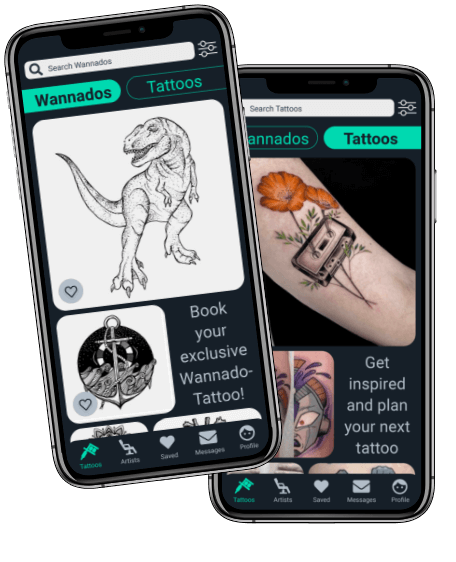 Search Wannados
Wannados
Tattoos
Book
your
exclusive
Wannado-
Tattoo!
Tattoos
Artists
Saved
Messages
Profile
Search Tattoos
annados
Tattoos
Get
inspired
and plan
your next
tattoo
Tattoos
Artists
Saved
Messages
Profile